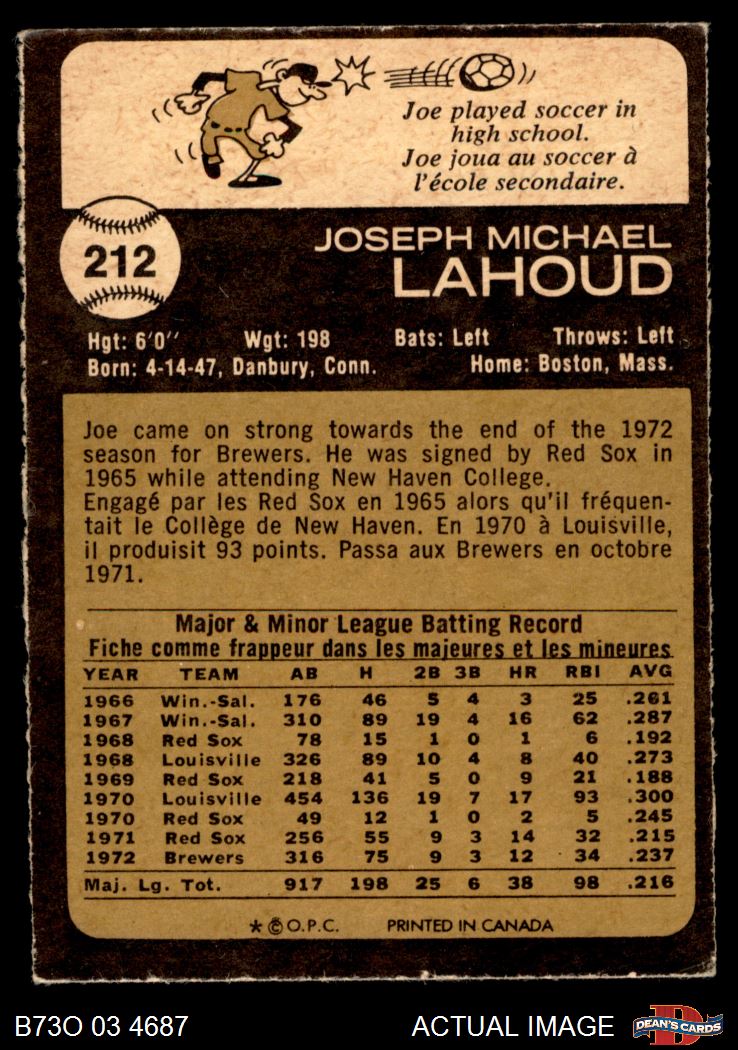 Joe played soccer in
high school.
Joe joua au soccer à
l'école secondaire.
212
JOSEPH MICHAEL
LAHOUD
Hgt: 6'0" Wgt: 198 Bats: Left Throws: Left
Born: 4-14-47, Danbury, Conn. Home: Boston, Mass.
Joe came on strong towards the end of the 1972
season for Brewers. He was signed by Red Sox in
1965 while attending New Haven College.
Engagé par les Red Sox en 1965 alors qu'il fréquen-
tait le Collège de New Haven. En 1970 à Louisville,
il produisit 93 points. Passa aux Brewers en octobre
1971.
Major & Minor League Batting Record
Fiche comme frappeur dans les majeures et les mineures
YEAR TEAM AB H 2B 3B HR RBI AVG
1966 Win.-Sal. 176 46 5 4 3 25 .261
1967 Win.-Sal. 310 89 19 4 16 62 .287
1968 Red Sox 78 15 1 0 1 6 .192
1968 Louisville 326 89 10 4 8 40 .273
1969 Red Sox 218 41 5 0 9 21 .188
1970 Louisville 454 136 19 7 17 93 .300
1970 Red Sox 49 12 1 0 2 5 .245
1971 Red Sox 256 55 9 3 14 32 .215
1972 Brewers 316 75 9 3 12 34 .237
Maj. Lg. Tot. 917 198 25 6 38 98 .216
* © O.P.C. PRINTED IN CANADA
B73O 03 4687 ACTUAL IMAGE D DEAN'S CARDS